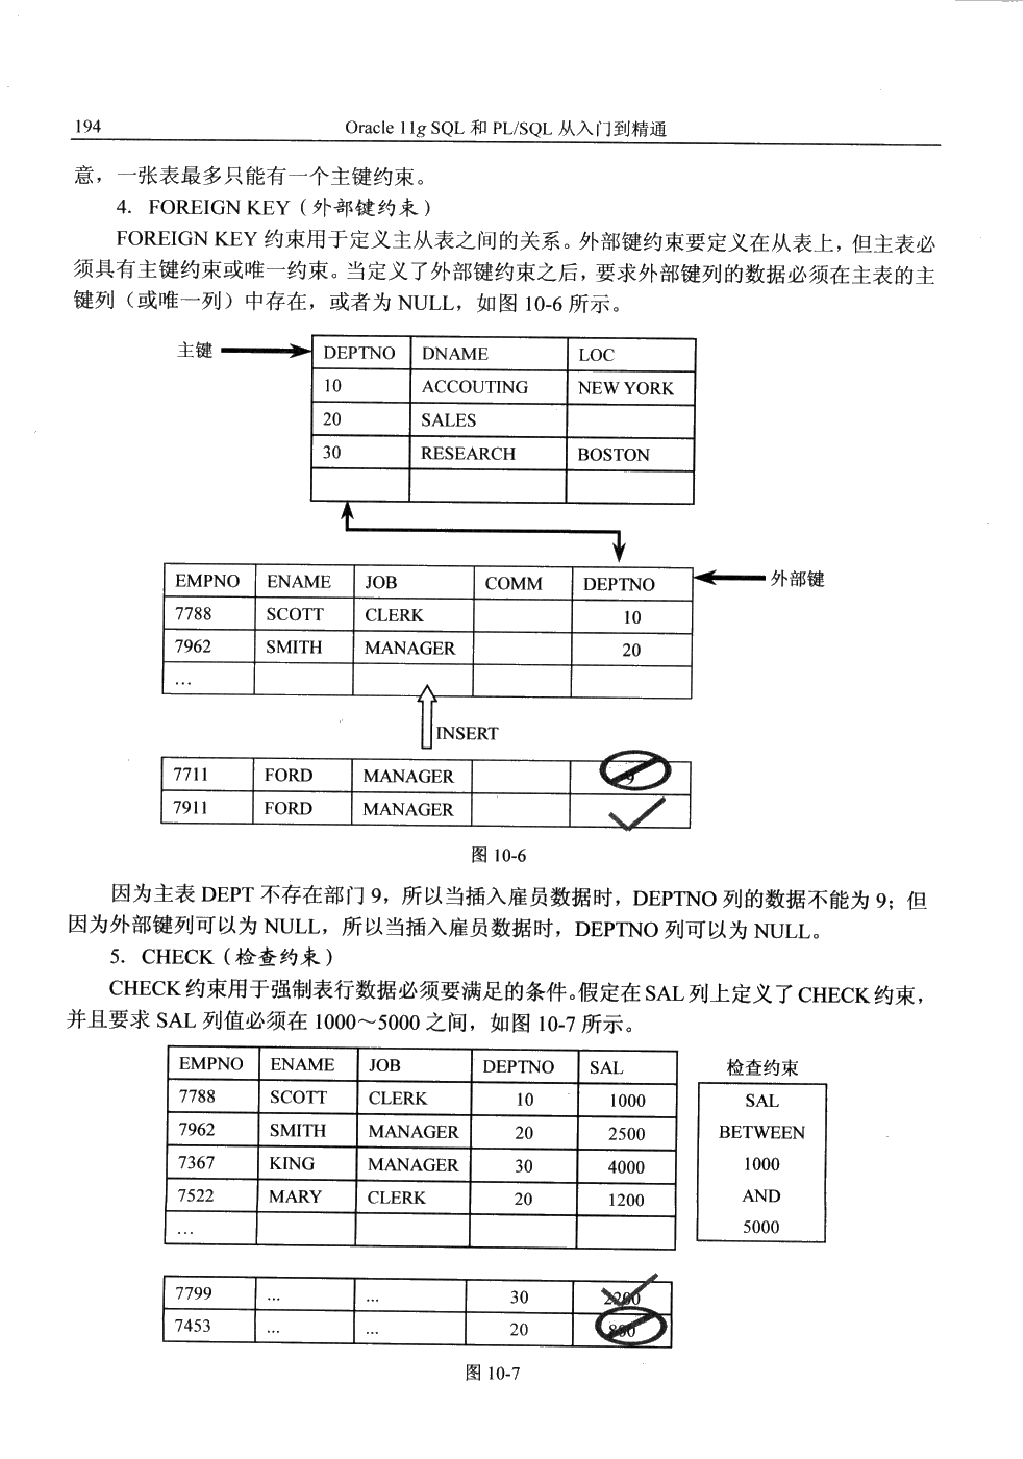 194 Oracle 11g SQL 和 PL/SQL 从入门到精通
意，一张表最多只能有一个主键约束。
4. FOREIGN KEY（外部键约束）
FOREIGN KEY 约束用于定义主从表之间的关系。外部键约束要定义在从表上，但主表必
须具有主键约束或唯一约束。当定义了外部键约束之后，要求外部键列的数据必须在主表的主
键列（或唯一列）中存在，或者为 NULL，如图 10-6 所示。
主键 DEPTNO DNAME LOC
10 ACCOUTING NEW YORK
20 SALES
30 RESEARCH BOSTON
EMPNO ENAME JOB COMM DEPTNO 外部键
7788 SCOTT CLERK 10
7962 SMITH MANAGER 20
...
INSERT
7711 FORD MANAGER 9
7911 FORD MANAGER
图 10-6
因为主表 DEPT 不存在部门 9，所以当插入雇员数据时，DEPTNO 列的数据不能为 9；但
因为外部键列可以为 NULL，所以当插入雇员数据时，DEPTNO 列可以为 NULL。
5. CHECK（检查约束）
CHECK 约束用于强制表行数据必须要满足的条件。假定在 SAL 列上定义了 CHECK 约束，
并且要求 SAL 列值必须在 1000～5000 之间，如图 10-7 所示。
EMPNO ENAME JOB DEPTNO SAL 检查约束
7788 SCOTT CLERK 10 1000 SAL
7962 SMITH MANAGER 20 2500 BETWEEN
7367 KING MANAGER 30 4000 1000
7522 MARY CLERK 20 1200 AND
... 5000
7799 ... ... 30 2200
7453 ... ... 20 800
图 10-7